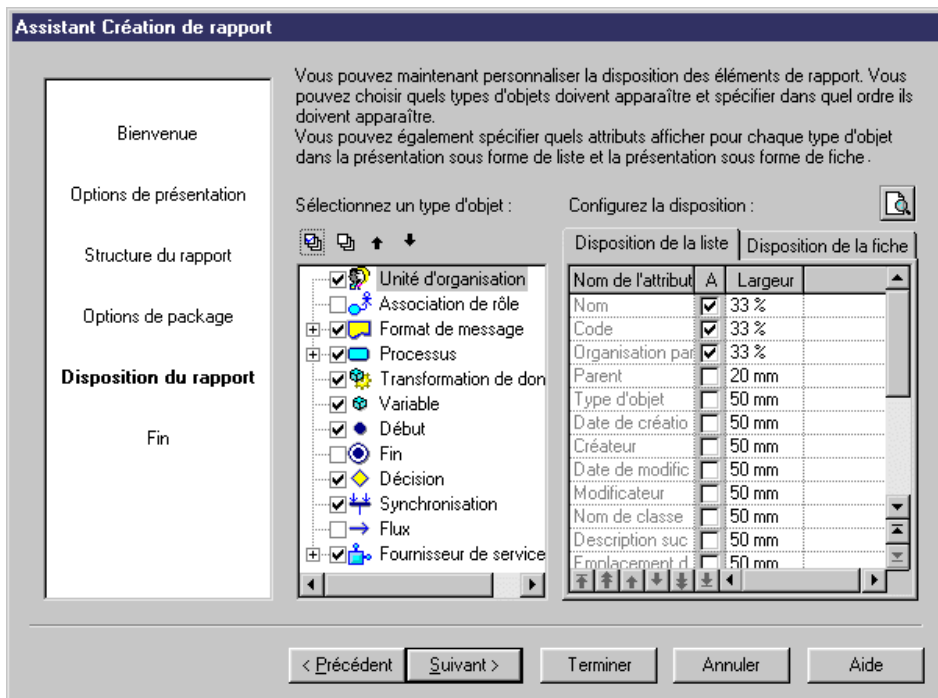 Assistant Création de rapport
Vous pouvez maintenant personnaliser la disposition des éléments de rapport. Vous
pouvez choisir quels types d'objets doivent apparaître et spécifier dans quel ordre ils
doivent apparaître.
Vous pouvez également spécifier quels attributs afficher pour chaque type d'objet
dans la présentation sous forme de liste et la présentation sous forme de fiche.
Bienvenue
Options de présentation
Structure du rapport
Options de package
Disposition du rapport
Fin
Sélectionnez un type d'objet :
Unité d'organisation
Association de rôle
Format de message
Processus
Transformation de don
Variable
Début
Fin
Décision
Synchronisation
Flux
Fournisseur de service
Configurez la disposition :
Disposition de la liste
Disposition de la fiche
Nom de l'attribut A Largeur
Nom 33 %
Code 33 %
Organisation par 33 %
Parent 20 mm
Type d'objet 50 mm
Date de créatio 50 mm
Créateur 50 mm
Date de modific 50 mm
Modificateur 50 mm
Nom de classe 50 mm
Description suc 50 mm
Emplacement d 50 mm
< Précédent
Suivant >
Terminer
Annuler
Aide